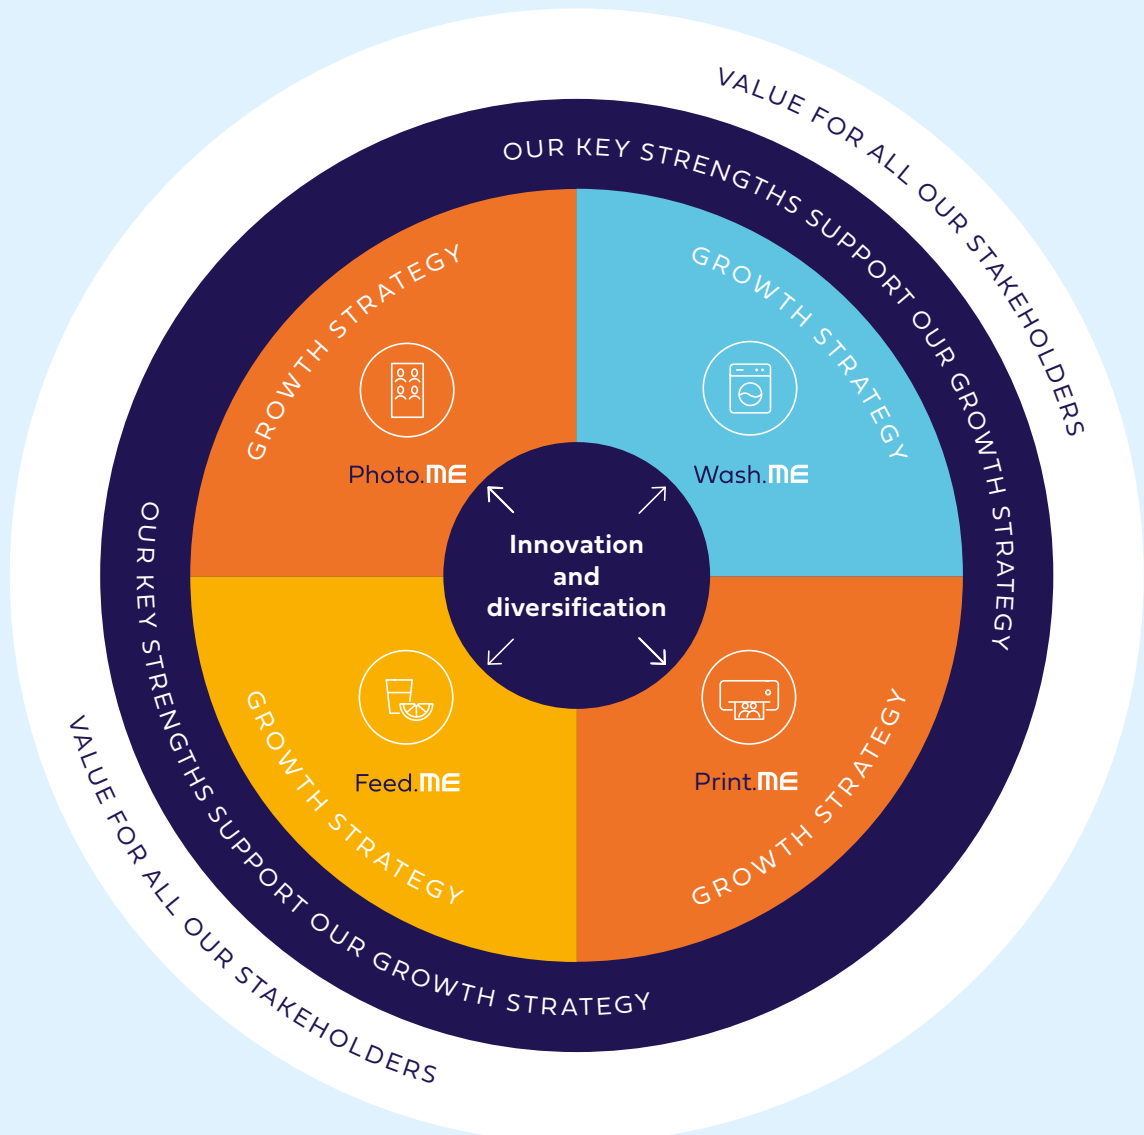 VALUE FOR ALL OUR STAKEHOLDERS
OUR KEY STRENGTHS SUPPORT OUR GROWTH STRATEGY
GROWTH STRATEGY
Photo.ME
GROWTH STRATEGY
Wash.ME
Innovation
and
diversification
GROWTH STRATEGY
Feed.ME
GROWTH STRATEGY
Print.ME
OUR KEY STRENGTHS SUPPORT OUR GROWTH STRATEGY
VALUE FOR ALL OUR STAKEHOLDERS